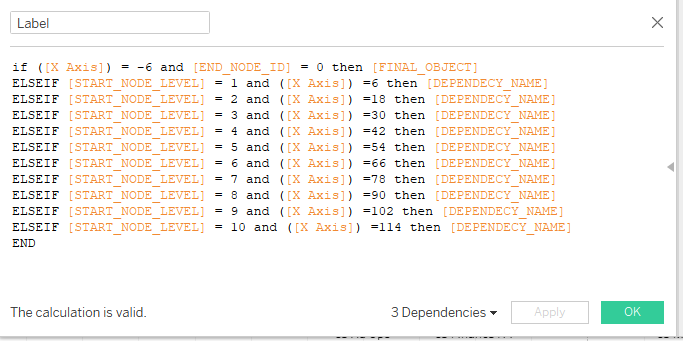 Label
if ([X Axis]) = -6 and [END_NODE_ID] = 0 then [FINAL_OBJECT]
ELSEIF [START_NODE_LEVEL] = 1 and ([X Axis]) =6 then [DEPENDECY_NAME]
ELSEIF [START_NODE_LEVEL] = 2 and ([X Axis]) =18 then [DEPENDECY_NAME]
ELSEIF [START_NODE_LEVEL] = 3 and ([X Axis]) =30 then [DEPENDECY_NAME]
ELSEIF [START_NODE_LEVEL] = 4 and ([X Axis]) =42 then [DEPENDECY_NAME]
ELSEIF [START_NODE_LEVEL] = 5 and ([X Axis]) =54 then [DEPENDECY_NAME]
ELSEIF [START_NODE_LEVEL] = 6 and ([X Axis]) =66 then [DEPENDECY_NAME]
ELSEIF [START_NODE_LEVEL] = 7 and ([X Axis]) =78 then [DEPENDECY_NAME]
ELSEIF [START_NODE_LEVEL] = 8 and ([X Axis]) =90 then [DEPENDECY_NAME]
ELSEIF [START_NODE_LEVEL] = 9 and ([X Axis]) =102 then [DEPENDECY_NAME]
ELSEIF [START_NODE_LEVEL] = 10 and ([X Axis]) =114 then [DEPENDECY_NAME]
END
The calculation is valid. 3 Dependencies Apply OK